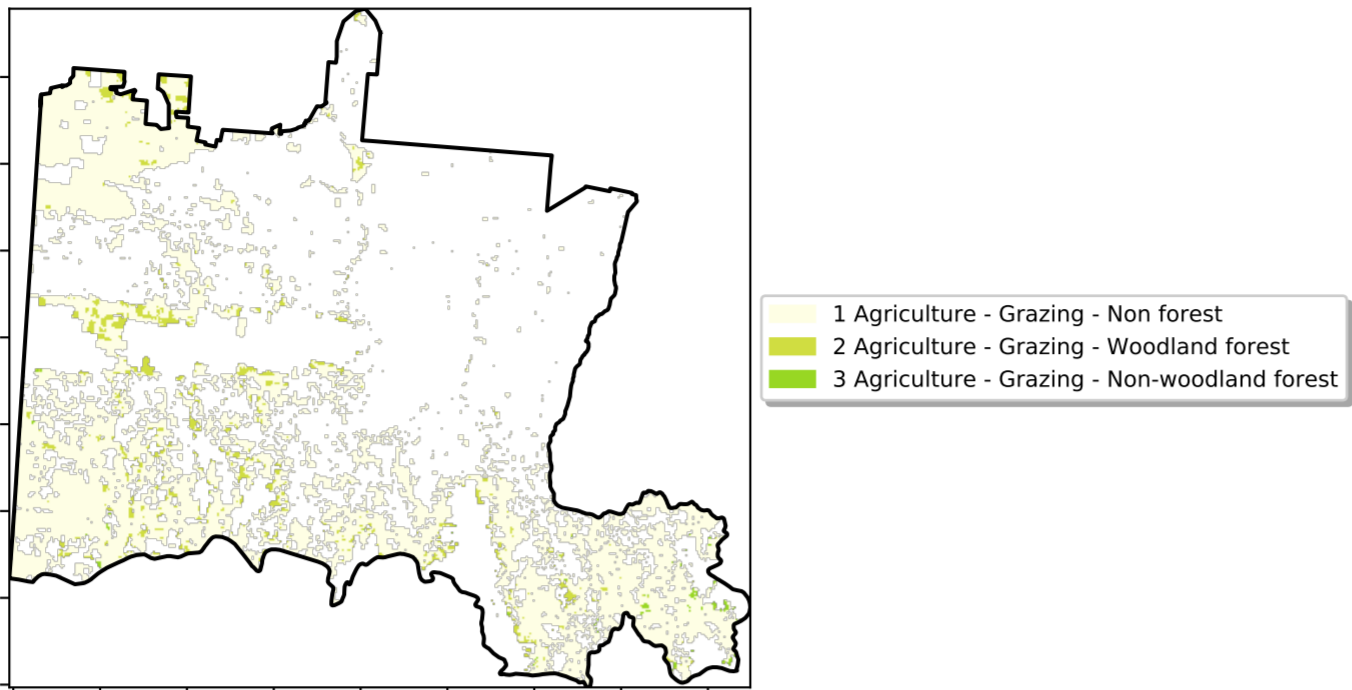 1 Agriculture - Grazing - Non forest
2 Agriculture - Grazing - Woodland forest
3 Agriculture - Grazing - Non-woodland forest